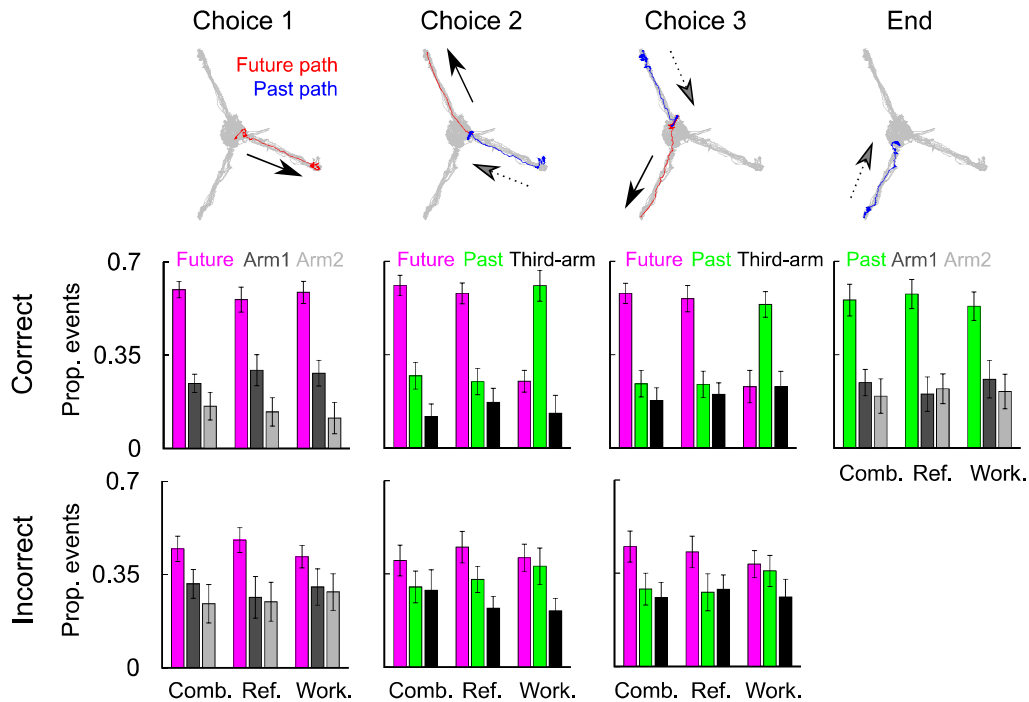 Choice 1 Choice 2 Choice 3 End
Future path
Past path
Corrrect
Prop. events
0.7
0.35
0
Future Arm1 Arm2
Future Past Third-arm
Future Past Third-arm
Past Arm1 Arm2
Comb. Ref. Work.
Incorrect
Prop. events
0.7
0.35
0
Comb. Ref. Work.
Comb. Ref. Work.
Comb. Ref. Work.